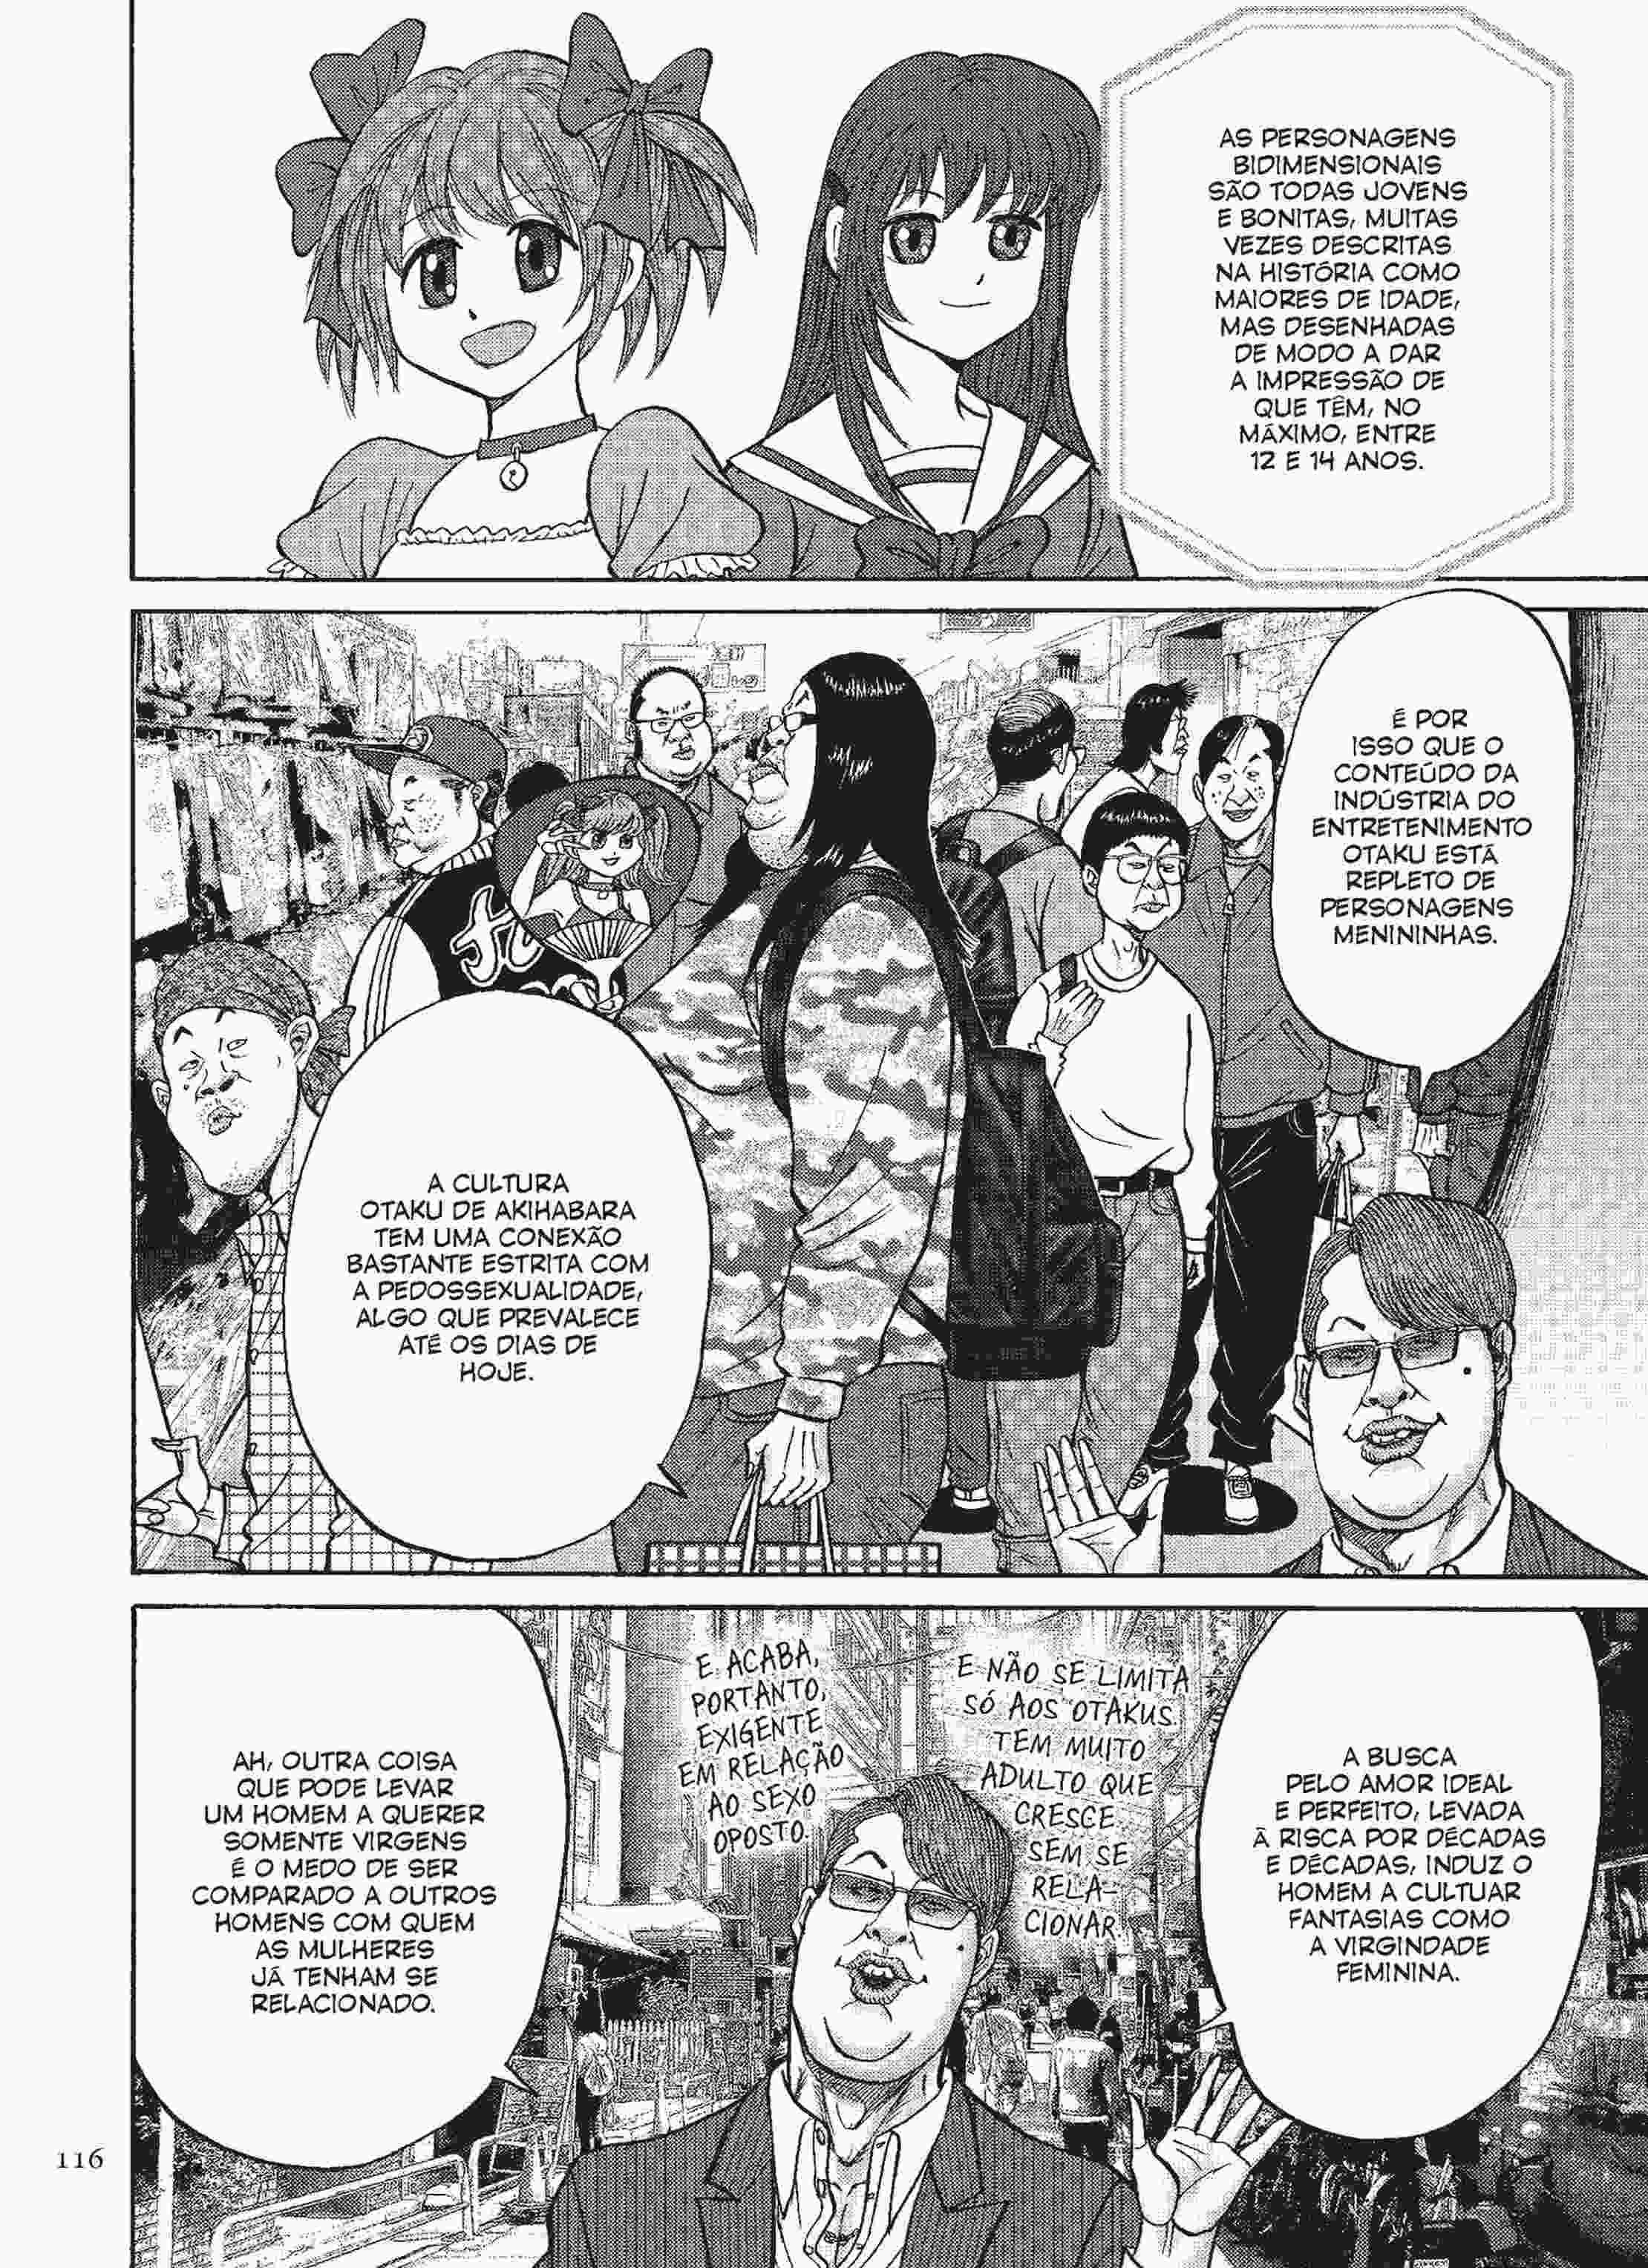 AS PERSONAGENS
BIDIMENSIONAIS
SÃO TODAS JOVENS
E BONITAS, MUITAS
VEZES DESCRITAS
NA HISTÓRIA COMO
MAIORES DE IDADE,
MAS DESENHADAS
DE MODO A DAR
A IMPRESSÃO DE
QUE TÊM, NO
MÁXIMO, ENTRE
12 E 14 ANOS.
É POR
ISSO QUE O
CONTEÚDO DA
INDÚSTRIA DO
ENTRETENIMENTO
OTAKU ESTÁ
REPLETO DE
PERSONAGENS
MENININHAS.
A CULTURA
OTAKU DE AKIHABARA
TEM UMA CONEXÃO
BASTANTE ESTRITA COM
A PEDOSSEXUALIDADE,
ALGO QUE PREVALECE
ATÉ OS DIAS DE
HOJE.
A BUSCA
PELO AMOR IDEAL
E PERFEITO, LEVADA
À RISCA POR DÉCADAS
E DÉCADAS, INDUZ O
HOMEM A CULTUAR
FANTASIAS COMO
A VIRGINDADE
FEMININA.
E NÃO SE LIMITA
SÓ AOS OTAKUS.
TEM MUITO
ADULTO QUE
CRESCE
SEM SE
RELA-
CIONAR.
E ACABA,
PORTANTO,
EXIGENTE
EM RELAÇÃO
AO SEXO
OPOSTO.
AH, OUTRA COISA
QUE PODE LEVAR
UM HOMEM A QUERER
SOMENTE VIRGENS
É O MEDO DE SER
COMPARADO A OUTROS
HOMENS COM QUEM
AS MULHERES
JÁ TENHAM SE
RELACIONADO.
116